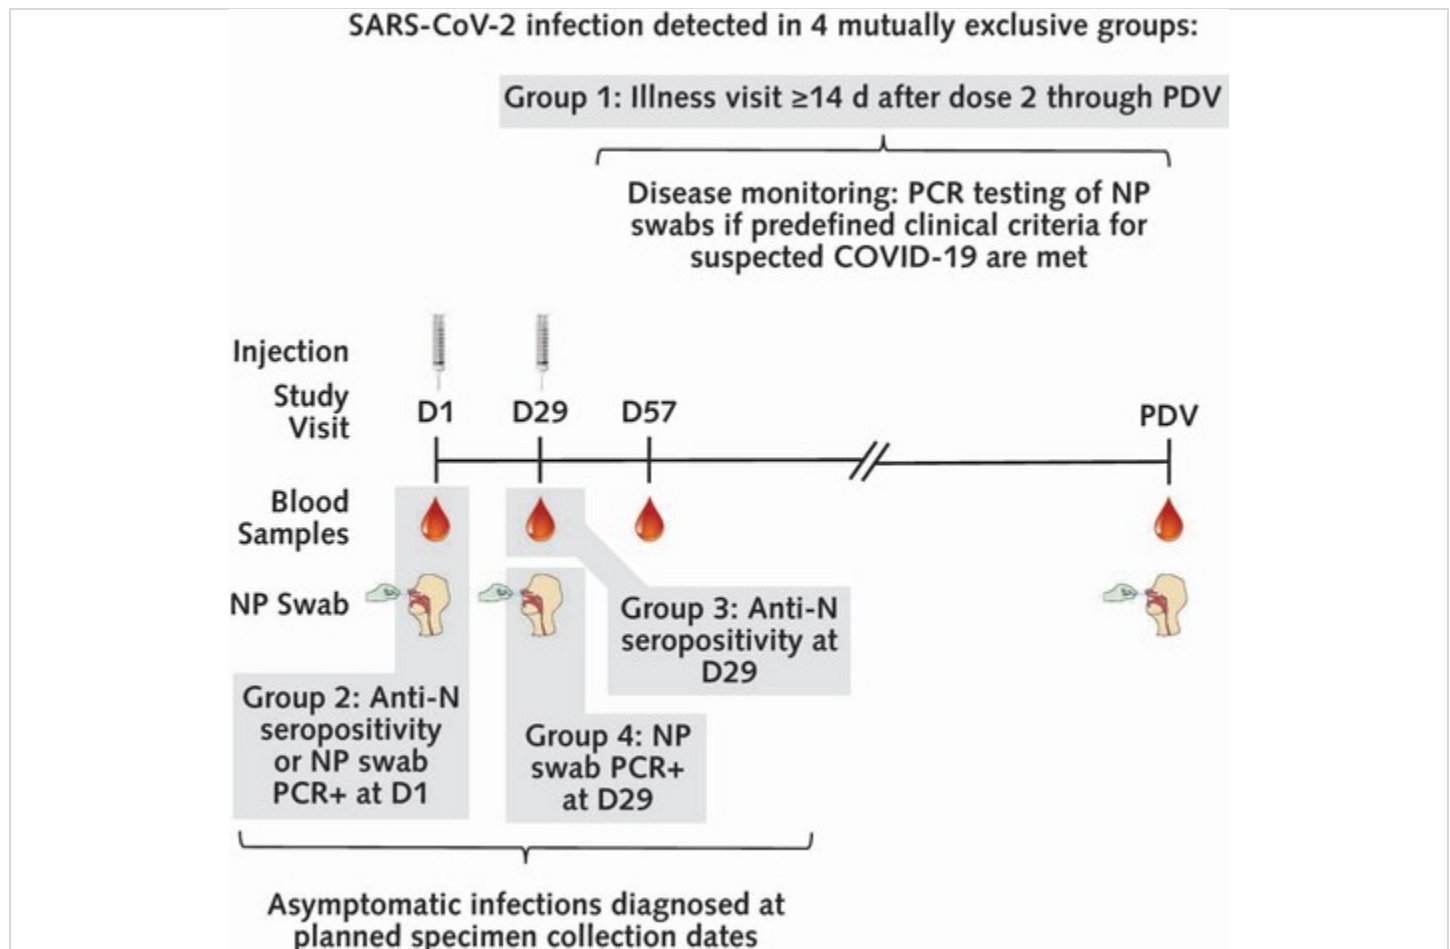 SARS-CoV-2 infection detected in 4 mutually exclusive groups:
Group 1: Illness visit ≥14 d after dose 2 through PDV
Disease monitoring: PCR testing of NP
swabs if predefined clinical criteria for
suspected COVID-19 are met
Injection
Study
Visit
D1
D29
D57
PDV
Blood
Samples
NP Swab
Group 3: Anti-N
seropositivity at
D29
Group 2: Anti-N
seropositivity
or NP swab
PCR+ at D1
Group 4: NP
swab PCR+
at D29
Asymptomatic infections diagnosed at
planned specimen collection dates